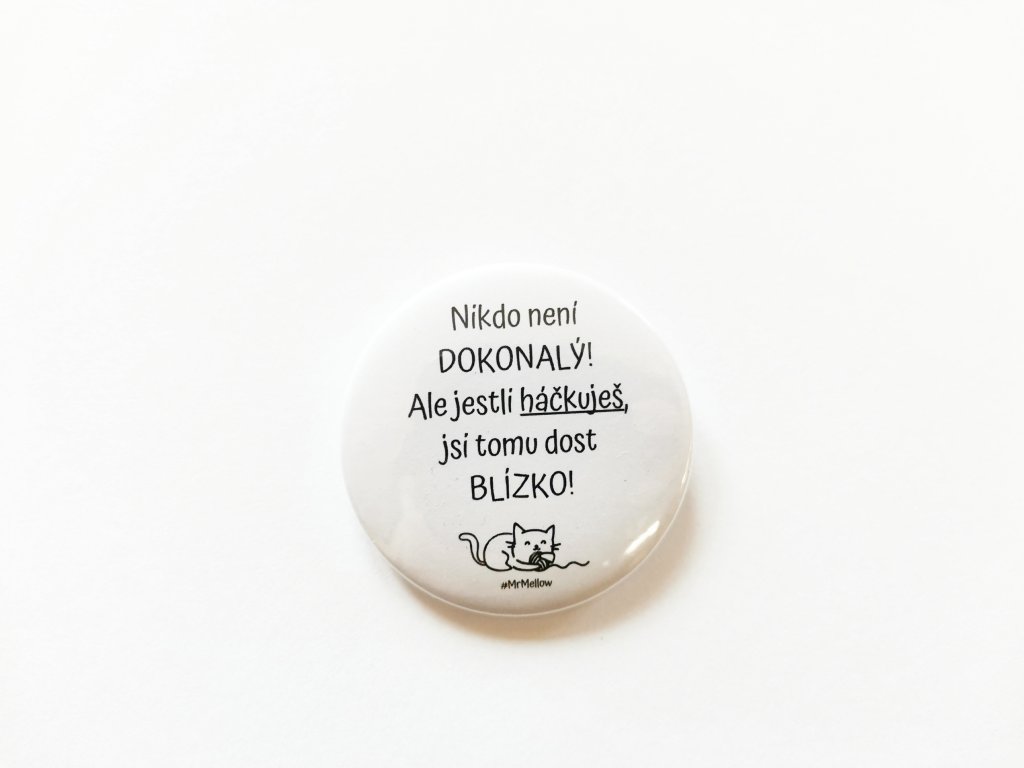 Nikdo není
DOKONALÝ!
Ale jestli háčkuješ,
jsi tomu dost
BLÍZKO!
#MrMellow